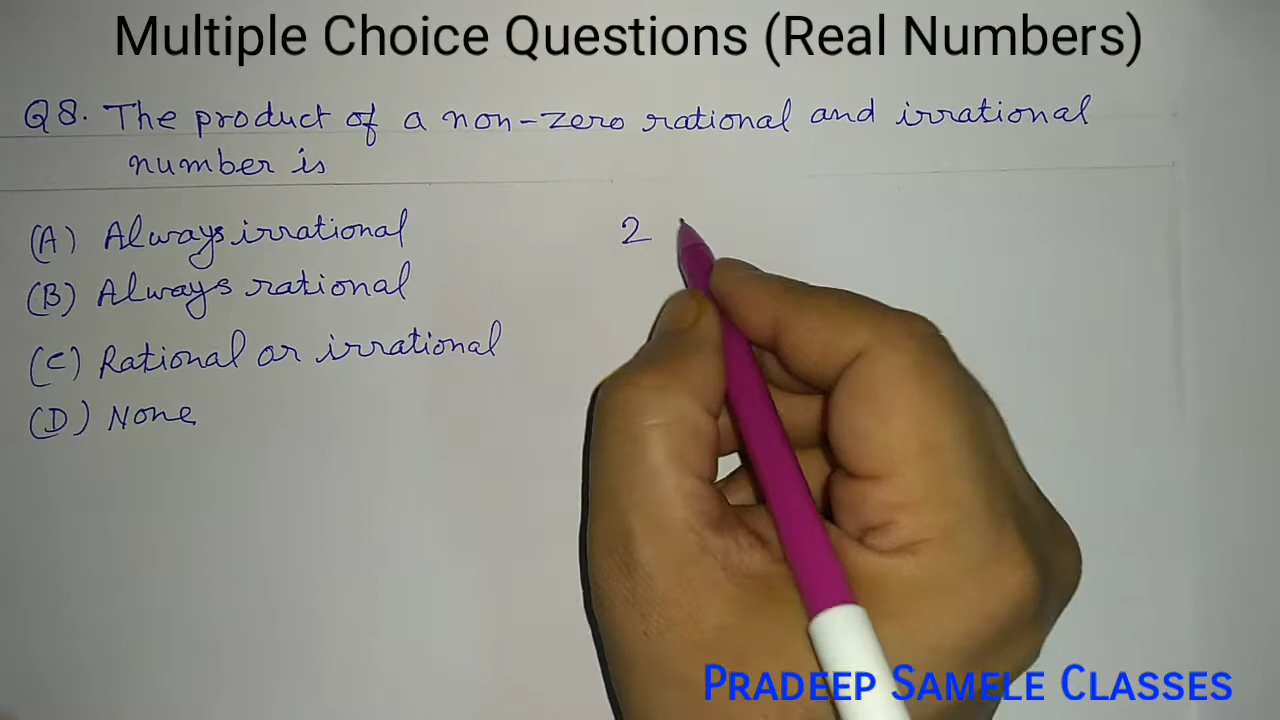 Multiple Choice Questions (Real Numbers)
Q8. The product of a non-zero rational and irrational
number is
(A) Always irrational
2
(B) Always rational
(C) Rational or irrational
(D) None
PRADEEP SAMELE CLASSES